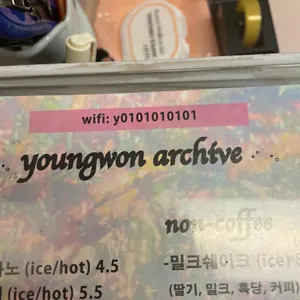 wifi: y0101010101
youngwon archive
non-coffee
노 (ice/hot) 4.5
-밀크쉐이크 (ice)
(ice/hot) 5.5
(딸기, 밀크, 흑당, 커피)